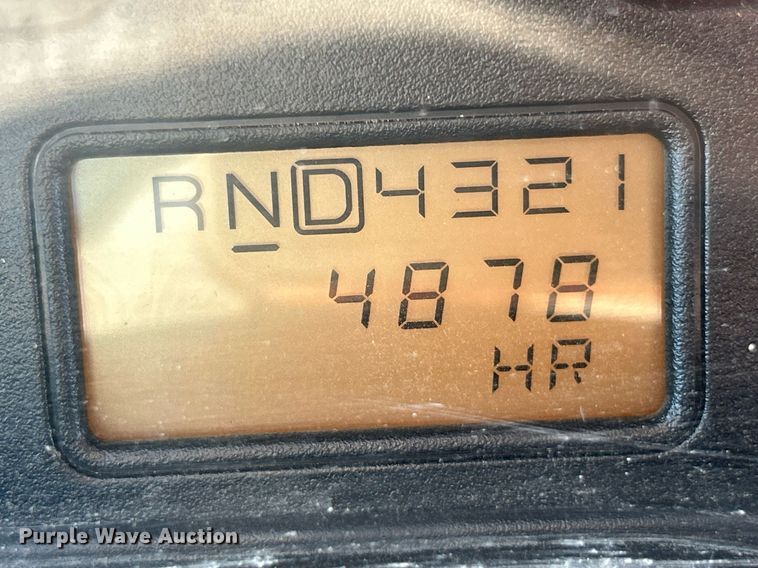 RND4321
4878
HR
Purple Wave Auction®